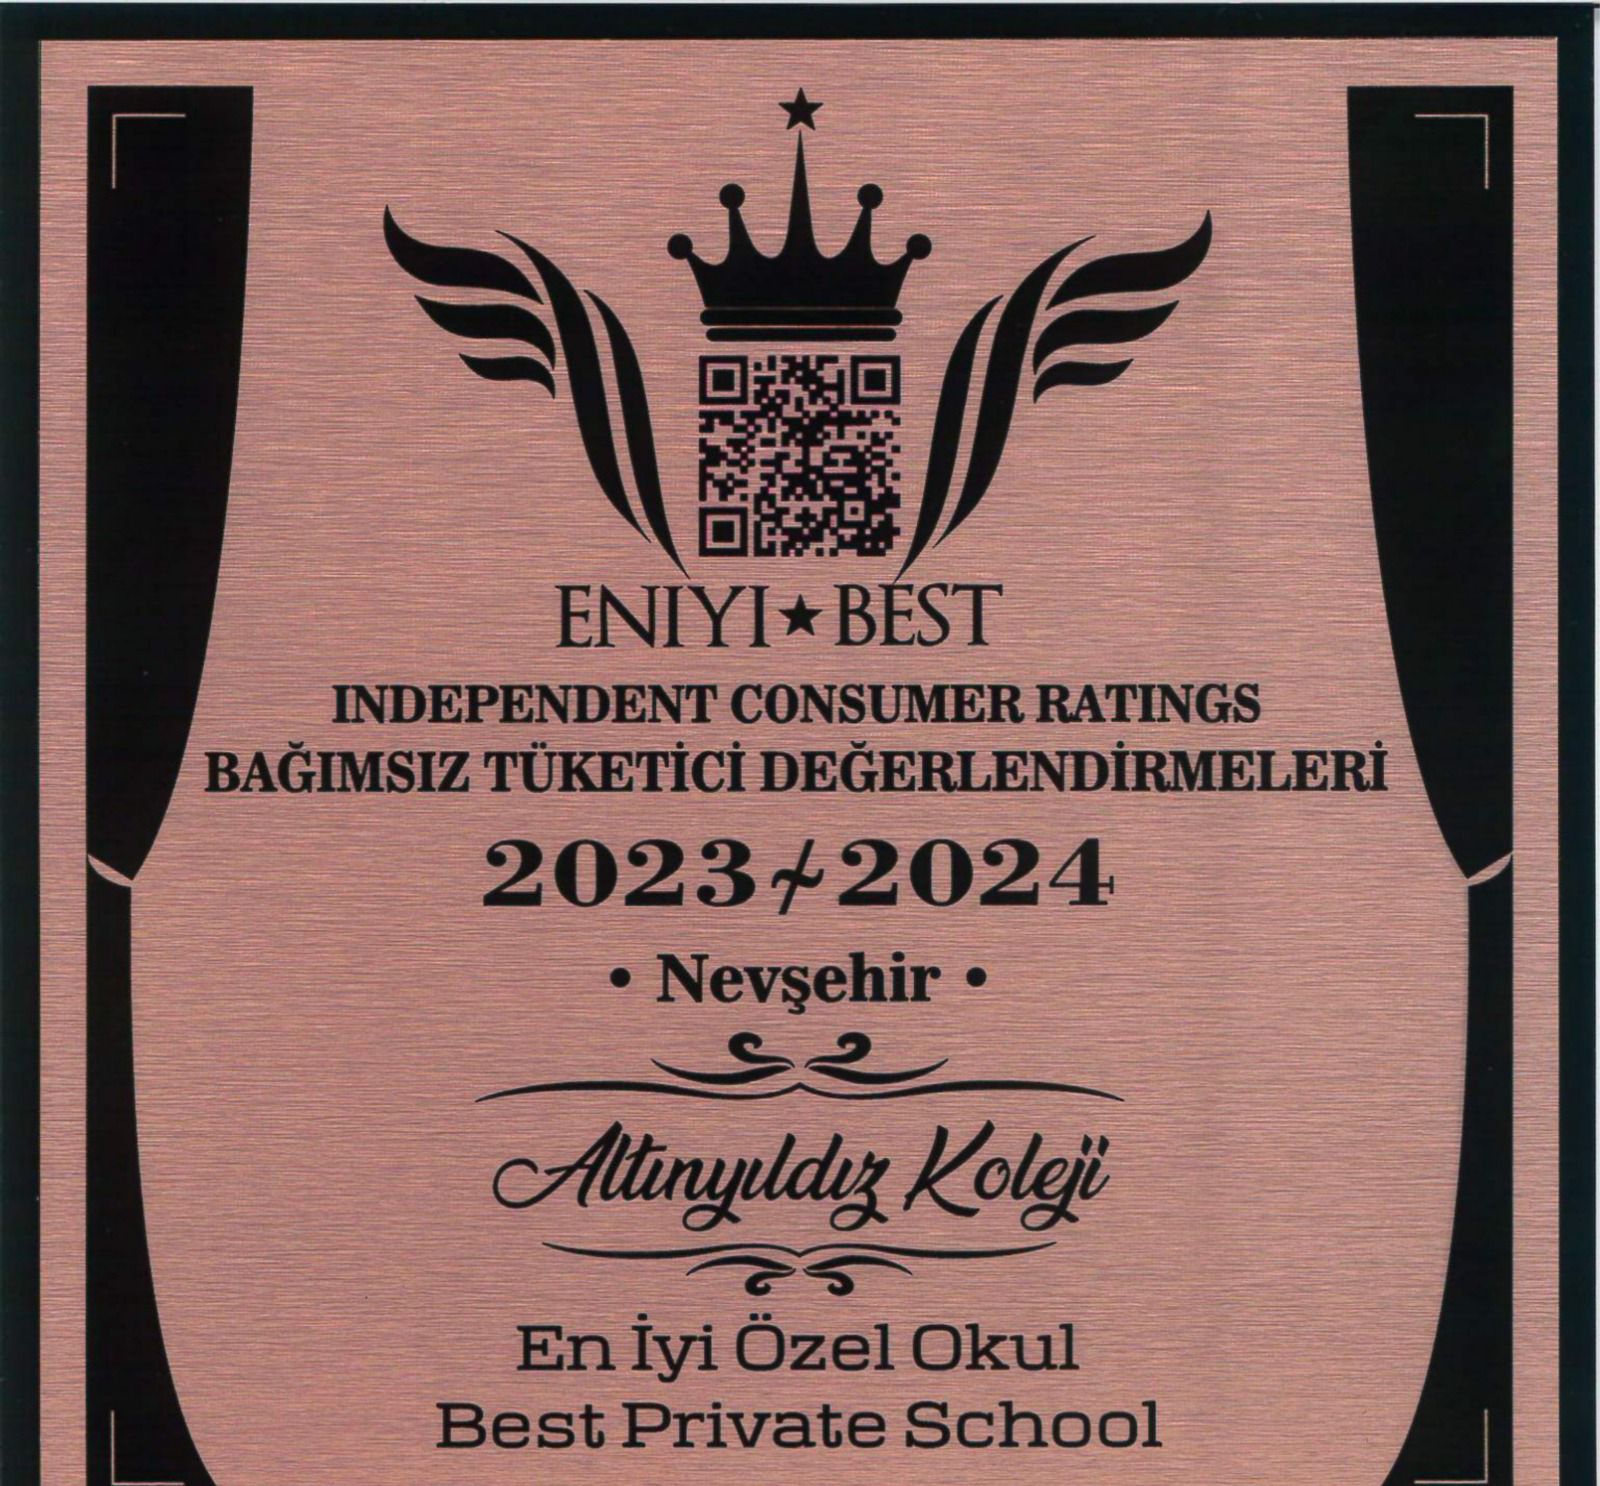 ENIYI★BEST
INDEPENDENT CONSUMER RATINGS
BAĞIMSIZ TÜKETİCİ DEĞERLENDİRMELERİ
2023/2024
• Nevşehir •
Altınyıldız Koleji
En İyi Özel Okul
Best Private School